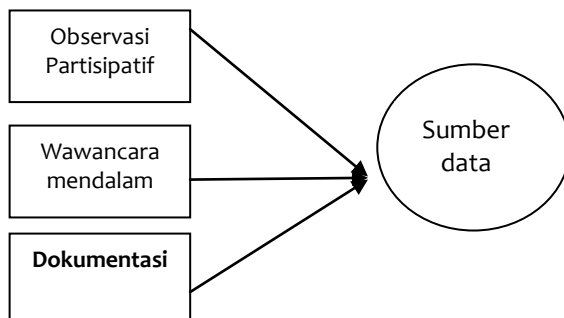 Observasi
Partisipatif
Wawancara
mendalam
Dokumentasi
Sumber
data